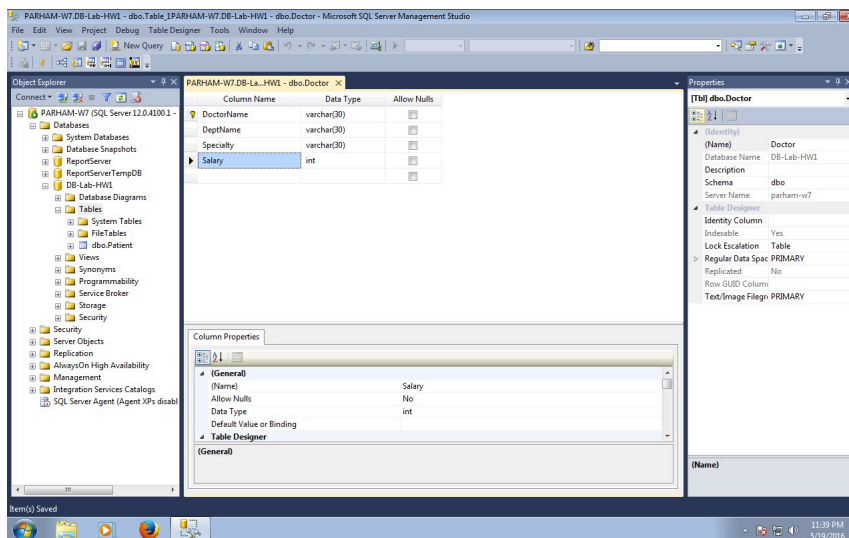 PARHAM-W7.DB-Lab-HW1 - dbo.Table_1PARHAM-W7.DB-Lab-HW1 - dbo.Doctor - Microsoft SQL Server Management Studio
File Edit View Project Debug Table Designer Tools Window Help
New Query
Object Explorer
Connect
PARHAM-W7 (SQL Server 12.0.4100.1 -
Databases
System Databases
Database Snapshots
ReportServer
ReportServerTempDB
DB-Lab-HW1
Database Diagrams
Tables
System Tables
FileTables
dbo.Patient
Views
Synonyms
Programmability
Service Broker
Storage
Security
Security
Server Objects
Replication
AlwaysOn High Availability
Management
Integration Services Catalogs
SQL Server Agent (Agent XPs disabl
PARHAM-W7.DB-La...HW1 - dbo.Doctor
Column Name Data Type Allow Nulls
DoctorName varchar(30)
DeptName varchar(30)
Specialty varchar(30)
Salary int
Column Properties
(General)
(Name) Salary
Allow Nulls No
Data Type int
Default Value or Binding
Table Designer
(General)
Properties
[Tbl] dbo.Doctor
(Identity)
(Name) Doctor
Database Name DB-Lab-HW1
Description
Schema dbo
Server Name parham-w7
Table Designer
Identity Column
Indexable Yes
Lock Escalation Table
Regular Data Spac PRIMARY
Replicated No
Row GUID Colum
Text/Image Filegr PRIMARY
(Name)
Item(s) Saved
11:39 PM
5/19/2016